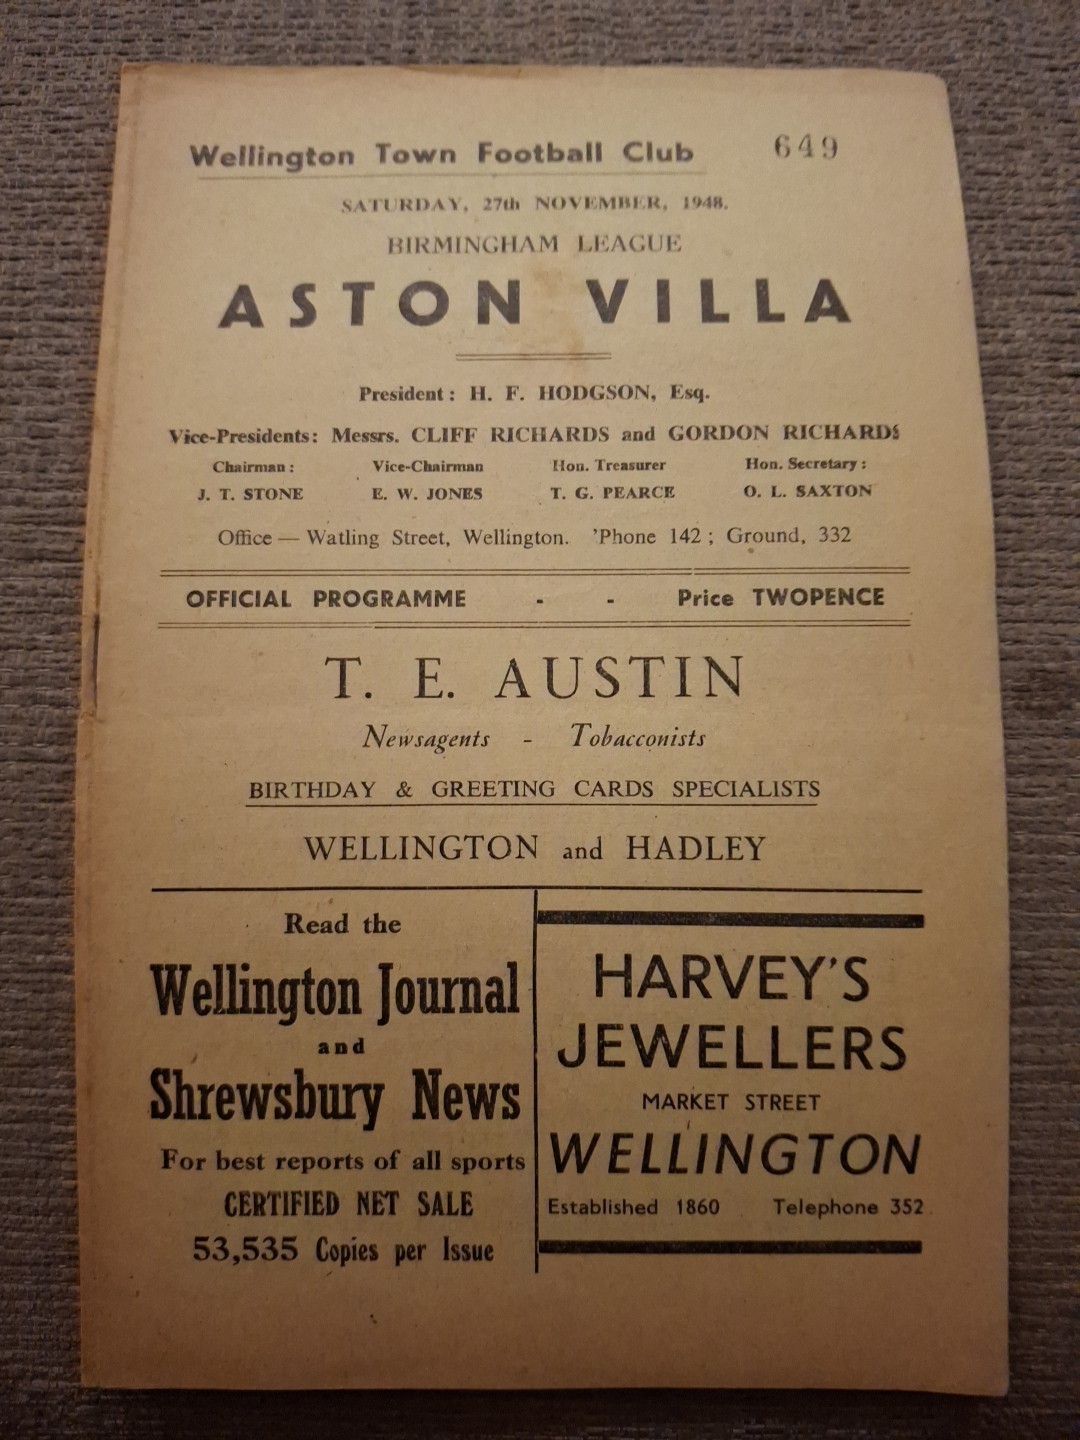 Wellington Town Football Club 649
SATURDAY, 27th NOVEMBER, 1948.
BIRMINGHAM LEAGUE
ASTON VILLA
President: H. F. HODGSON, Esq.
Vice-Presidents: Messrs. CLIFF RICHARDS and GORDON RICHARDS
Chairman: Vice-Chairman Hon. Treasurer Hon. Secretary:
J. T. STONE E. W. JONES T. G. PEARCE O. L. SAXTON
Office — Watling Street, Wellington. 'Phone 142; Ground, 332
OFFICIAL PROGRAMME - - Price TWOPENCE
T. E. AUSTIN
Newsagents - Tobacconists
BIRTHDAY & GREETING CARDS SPECIALISTS
WELLINGTON and HADLEY
Read the
Wellington Journal
and
Shrewsbury News
For best reports of all sports
CERTIFIED NET SALE
53,535 Copies per Issue
HARVEY'S
JEWELLERS
MARKET STREET
WELLINGTON
Established 1860 Telephone 352